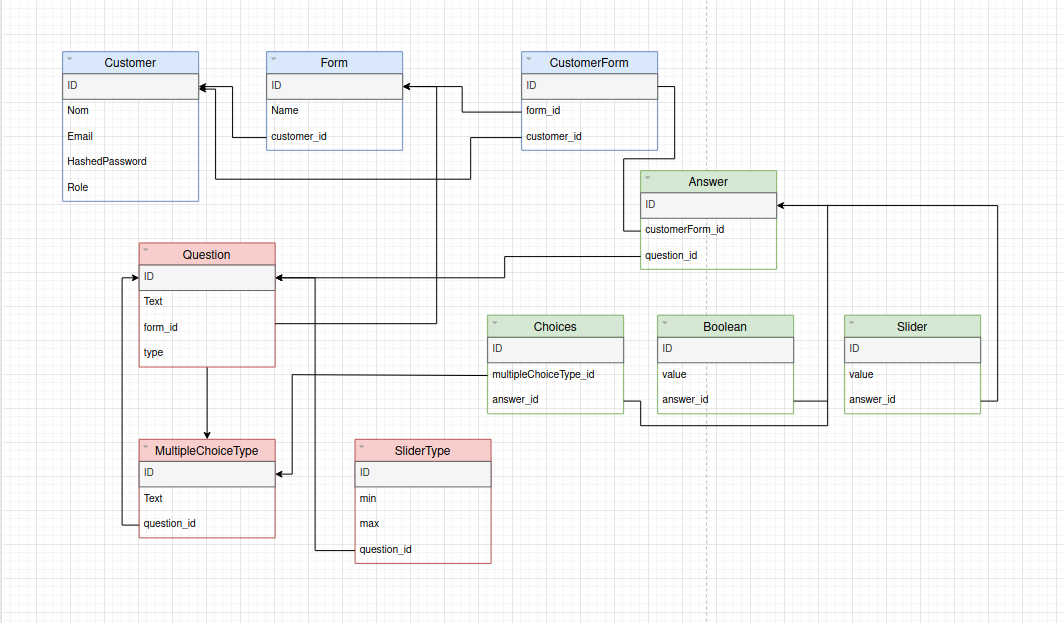 Customer
ID
Nom
Email
HashedPassword
Role
Form
ID
Name
customer_id
CustomerForm
ID
form_id
customer_id
Answer
ID
customerForm_id
question_id
Question
ID
Text
form_id
type
Choices
ID
multipleChoiceType_id
answer_id
Boolean
ID
value
answer_id
Slider
ID
value
answer_id
MultipleChoiceType
ID
Text
question_id
SliderType
ID
min
max
question_id